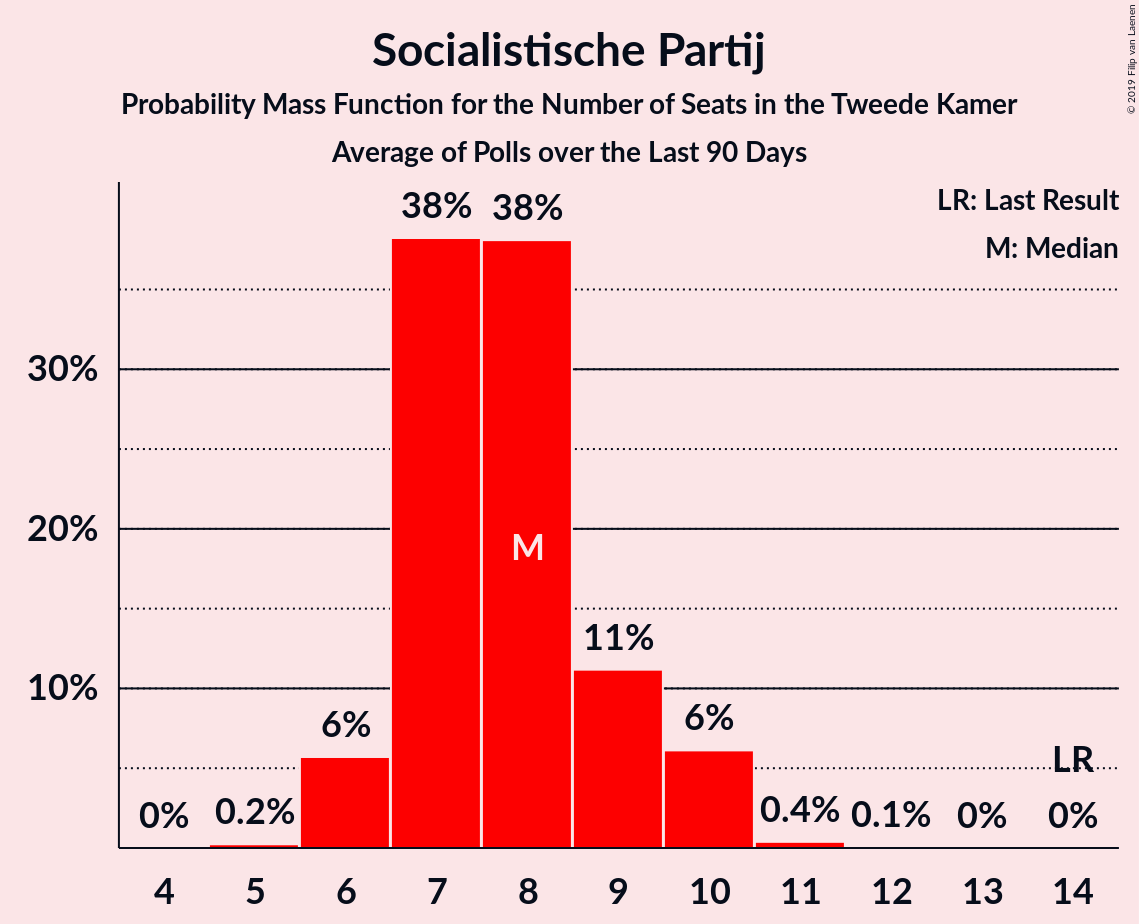 Socialistische Partij
Probability Mass Function for the Number of Seats in the Tweede Kamer
Average of Polls over the Last 90 Days
© 2019 Filip van Laenen
LR: Last Result
M: Median
38% 38%
30%
20%
M
11%
10%
6% 6%
LR
0% 0.2% 0.4% 0.1% 0% 0%
4 5 6 7 8 9 10 11 12 13 14